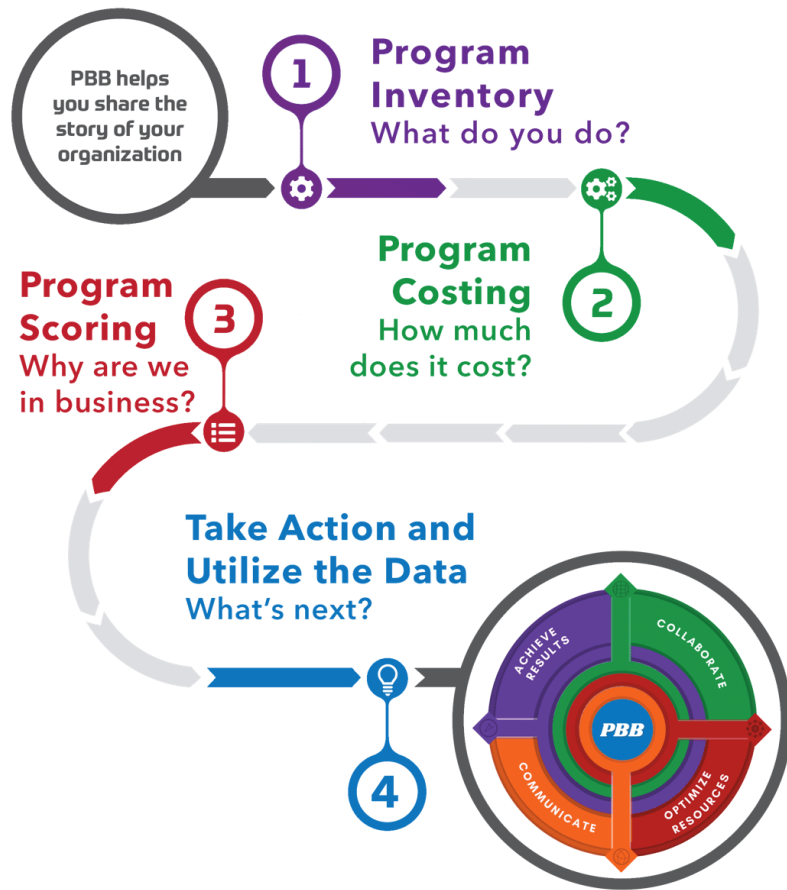 PBB helps
you share the
story of your
organization
1
Program
Inventory
What do you do?
Program
Costing
How much
does it cost?
2
Program
Scoring
Why are we
in business?
3
Take Action and
Utilize the Data
What's next?
4
ACHIEVE
RESULTS
COLLABORATE
PBB
COMMUNICATE
OPTIMIZE
RESOURCES